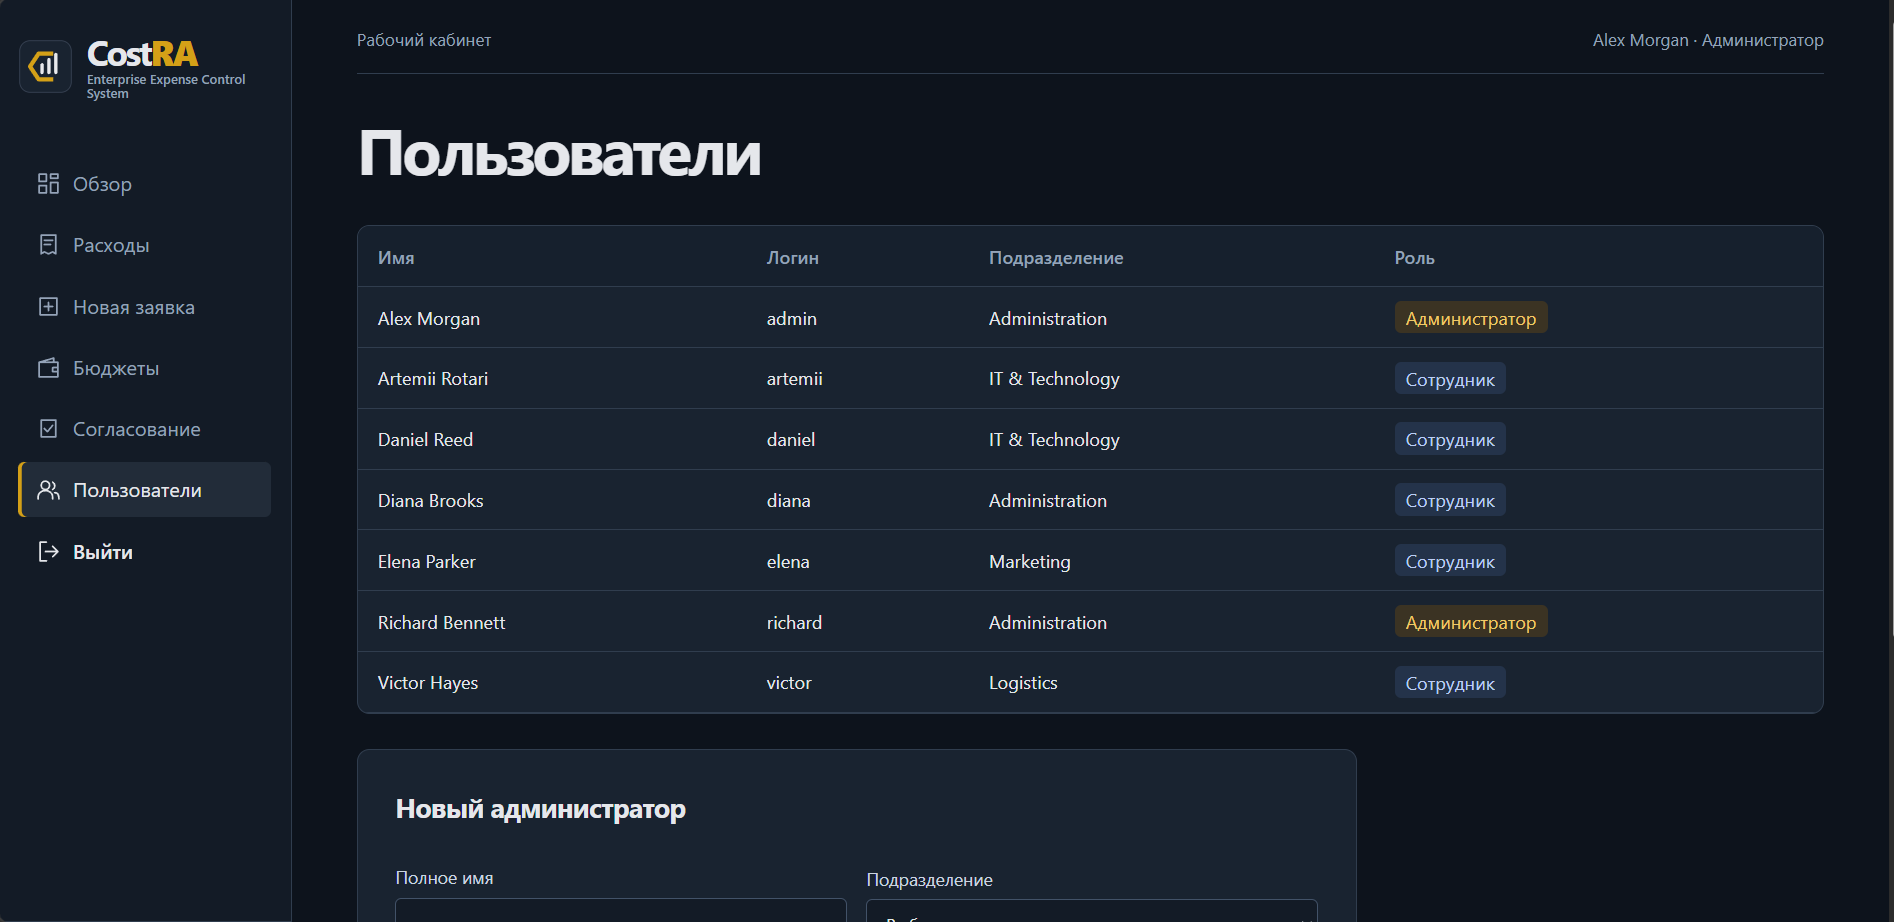 CostRA
Enterprise Expense Control
System
Обзор
Расходы
Новая заявка
Бюджеты
Согласование
Пользователи
Выйти
Рабочий кабинет
Alex Morgan · Администратор
Пользователи
Имя Логин Подразделение Роль
Alex Morgan admin Administration Администратор
Artemii Rotari artemii IT & Technology Сотрудник
Daniel Reed daniel IT & Technology Сотрудник
Diana Brooks diana Administration Сотрудник
Elena Parker elena Marketing Сотрудник
Richard Bennett richard Administration Администратор
Victor Hayes victor Logistics Сотрудник
Новый администратор
Полное имя
Подразделение